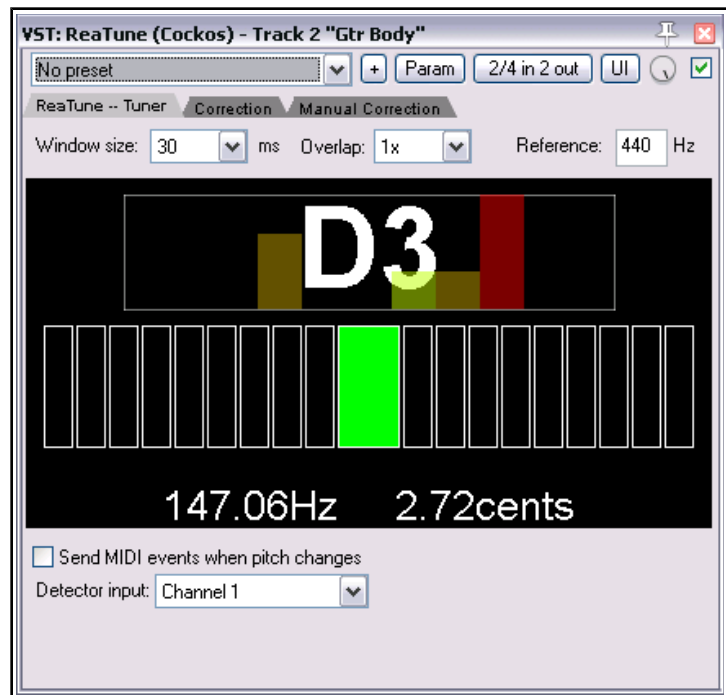 VST: ReaTune (Cockos) - Track 2 "Gtr Body"
No preset + Param 2/4 in 2 out UI
ReaTune -- Tuner Correction Manual Correction
Window size: 30 ms Overlap: 1x Reference: 440 Hz
D3
147.06Hz 2.72cents
Send MIDI events when pitch changes
Detector input: Channel 1